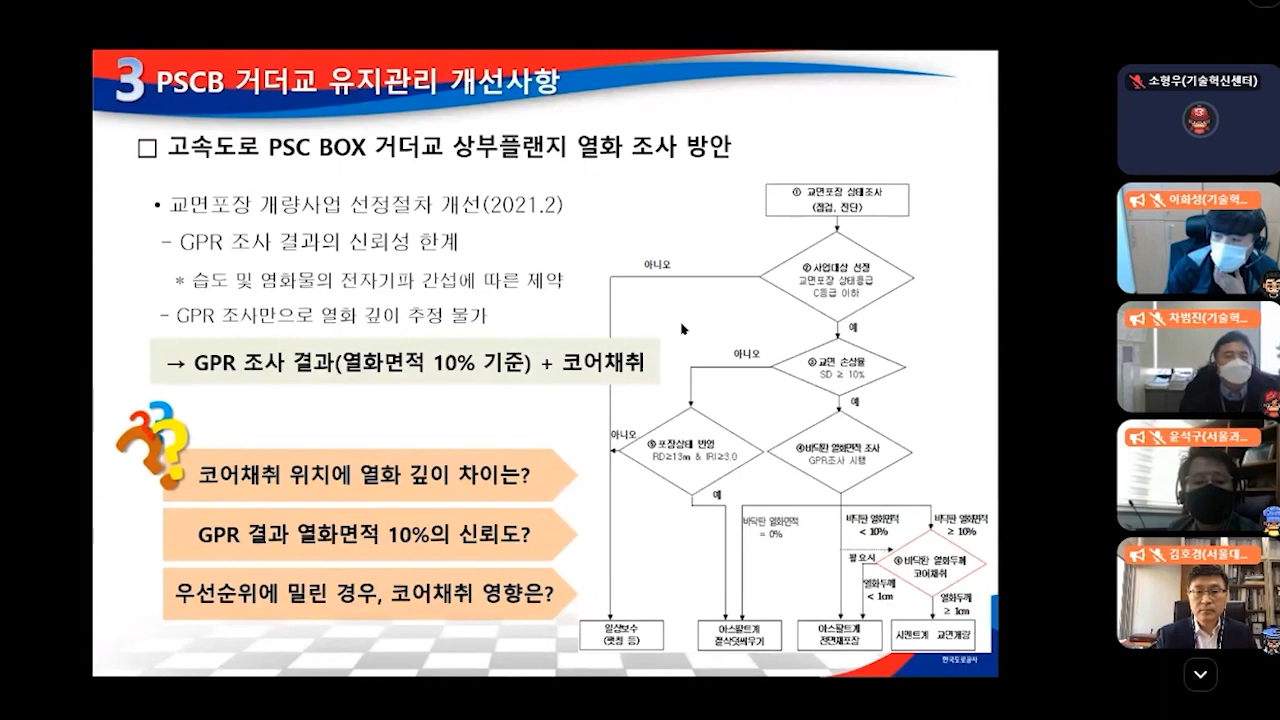 3 PSCB 거더교 유지관리 개선사항
□ 고속도로 PSC BOX 거더교 상부플랜지 열화 조사 방안
• 교면포장 개량사업 선정절차 개선(2021.2)
- GPR 조사 결과의 신뢰성 한계
* 습도 및 염화물의 전자기파 간섭에 따른 제약
- GPR 조사만으로 열화 깊이 추정 불가
→ GPR 조사 결과(열화면적 10% 기준) + 코어채취
???
코어채취 위치에 열화 깊이 차이는?
GPR 결과 열화면적 10%의 신뢰도?
우선순위에 밀린 경우, 코어채취 영향은?
① 교면포장 상태조사
(점검, 진단)
② 사업대상 선정
교면포장 상태등급
C등급 이하
아니오
예
③ 교면 손상율
SD ≥ 10%
아니오
예
④ 바닥판 열화면적 조사
GPR조사 시행
⑤ 포장상태 반영
RD≥13m & IRI≥3.0
아니오
예
바닥판 열화면적
= 0%
바닥판 열화면적
< 10%
바닥판 열화면적
≥ 10%
필요시
⑥ 바닥판 열화두께
코어채취
열화두께
< 1cm
열화두께
≥ 1cm
일상보수
(팻칭 등)
아스팔트계
절삭덧씌우기
아스팔트계
전면재포장
시멘트계 교면개량
한국도로공사
소형우(기술혁신센터)
이화성(기술혁...
차범진(기술혁...
윤석구(서울과...
김호경(서울대...